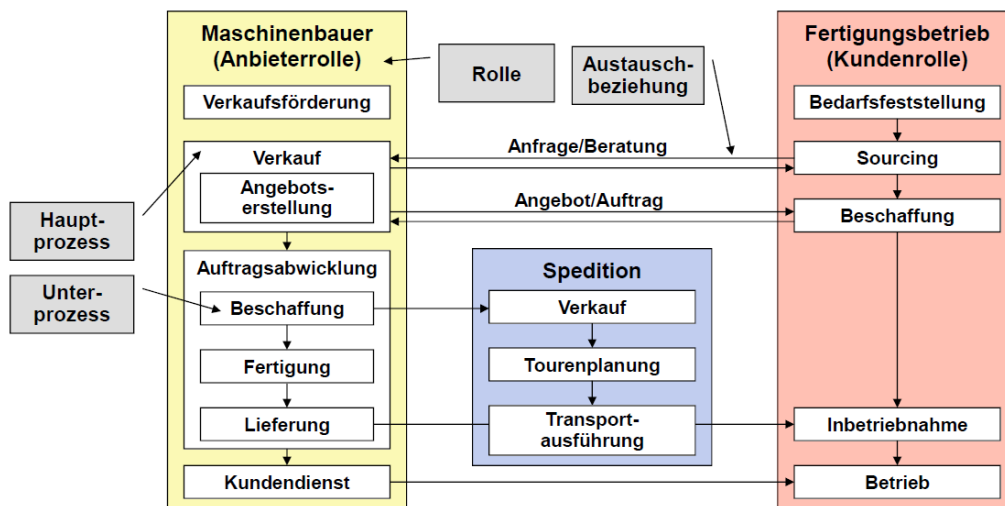 Maschinenbauer
(Anbieterrolle)
Fertigungsbetrieb
(Kundenrolle)
Rolle
Austausch-
beziehung
Verkaufsförderung
Bedarfsfeststellung
Verkauf
Anfrage/Beratung
Sourcing
Angebots-
erstellung
Angebot/Auftrag
Beschaffung
Haupt-
prozess
Auftragsabwicklung
Spedition
Unter-
prozess
Beschaffung
Verkauf
Fertigung
Tourenplanung
Lieferung
Transport-
ausführung
Inbetriebnahme
Kundendienst
Betrieb